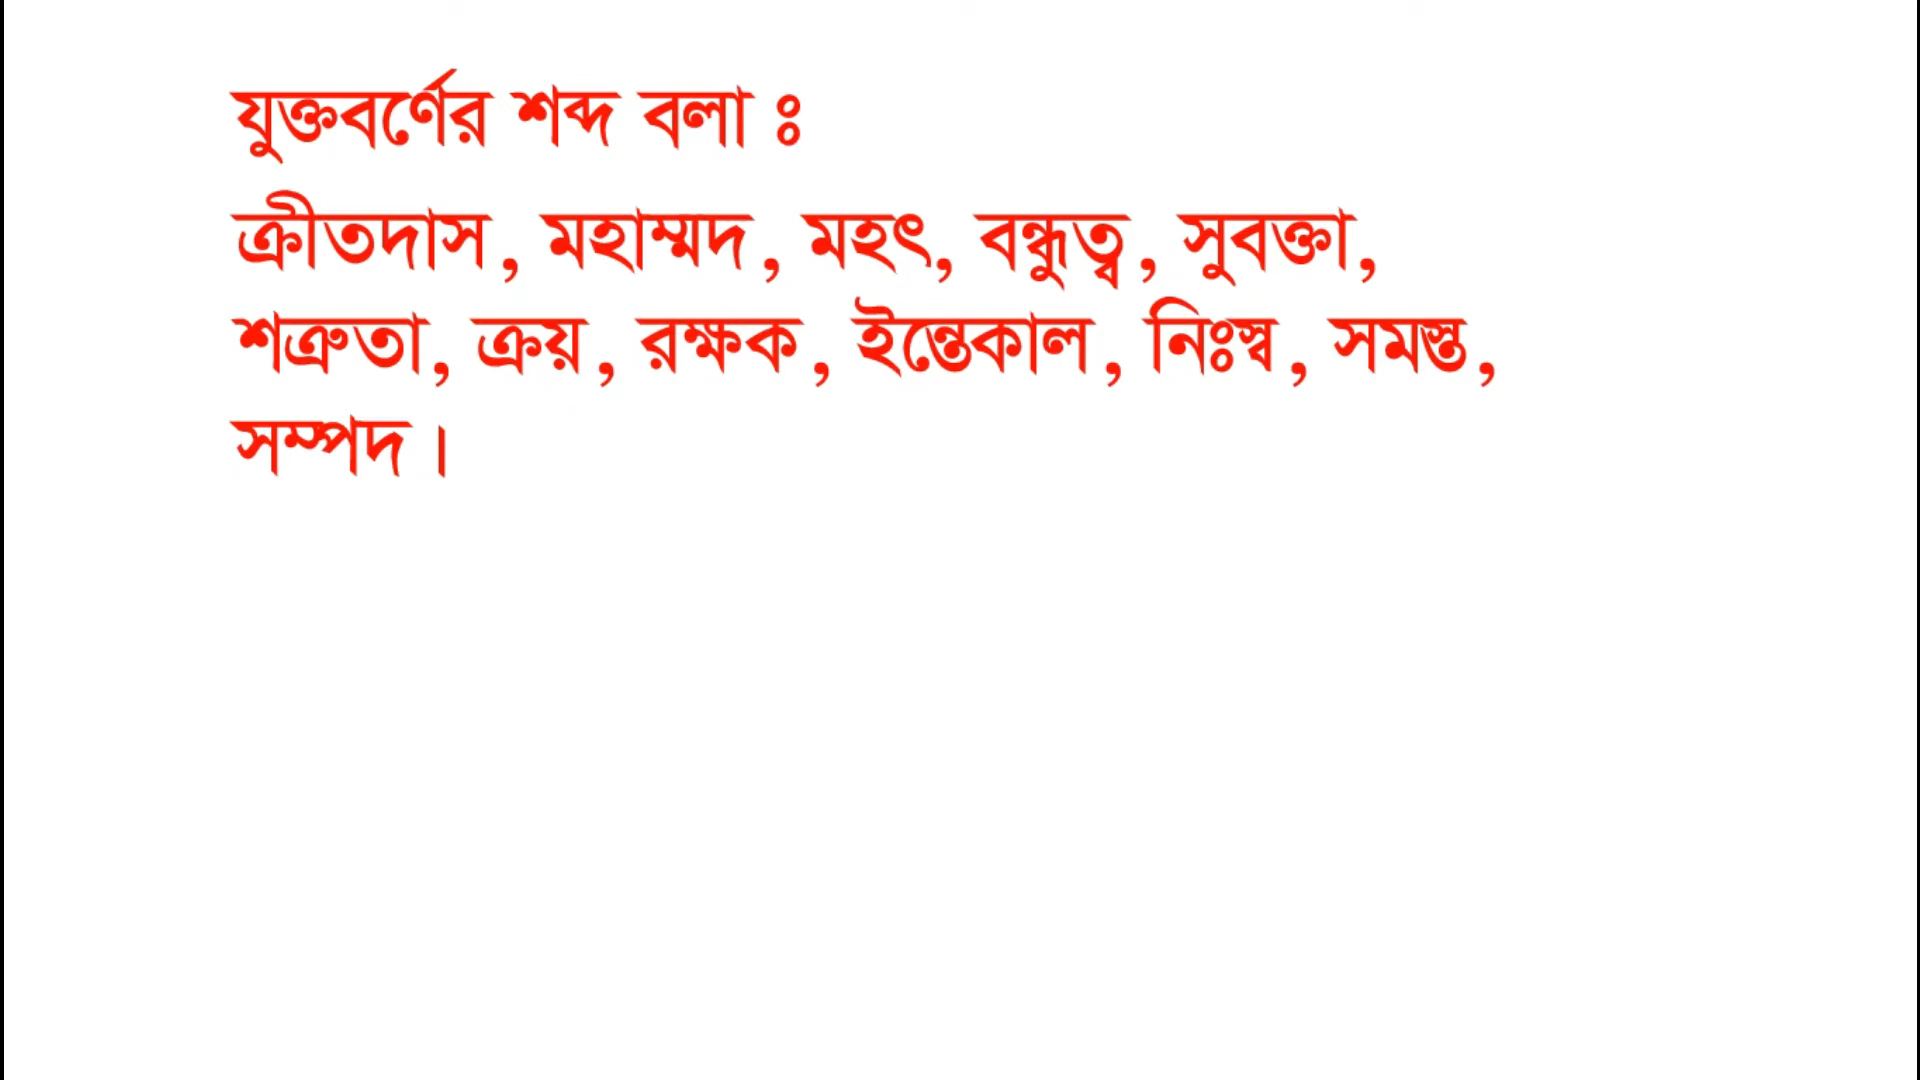 যুক্তবর্ণের শব্দ বলা ঃ
ক্রীতদাস, মহাম্মদ, মহৎ, বন্ধুত্ব, সুবক্তা,
শত্রুতা, ক্রয়, রক্ষক, ইন্তেকাল, নিঃস্ব, সমস্ত,
সম্পদ।